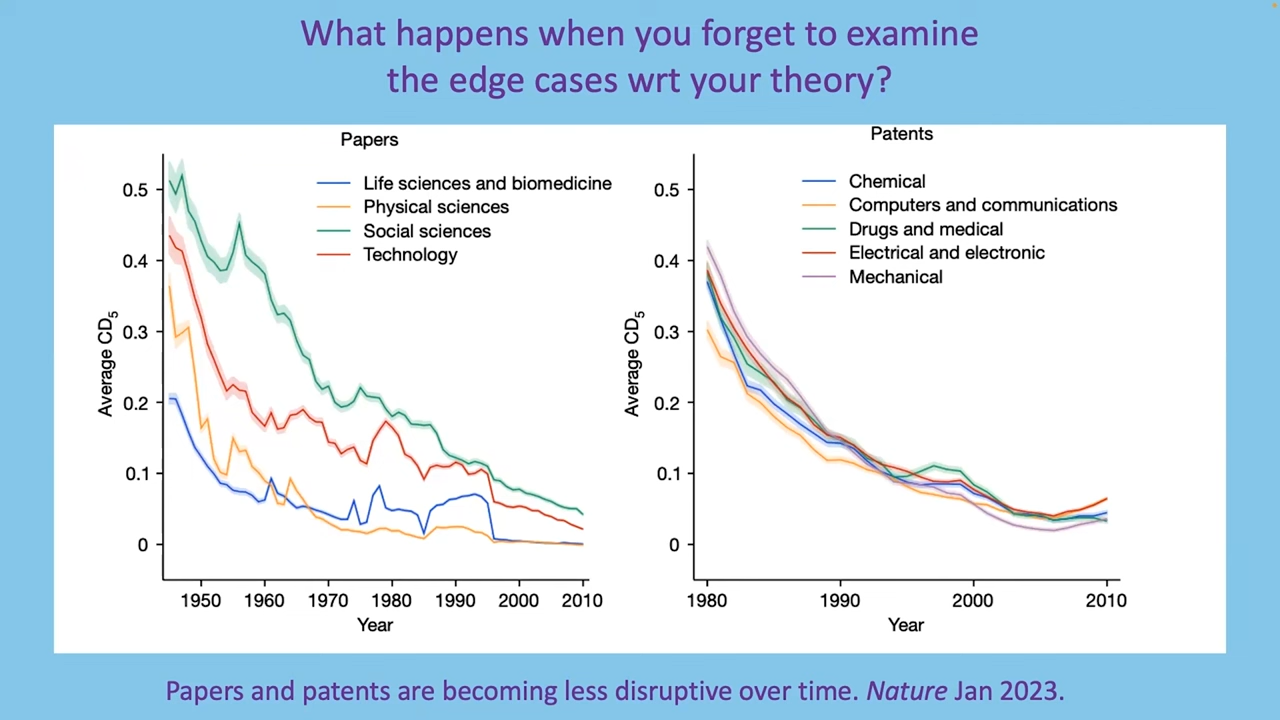 What happens when you forget to examine
the edge cases wrt your theory?
Papers
Life sciences and biomedicine
Physical sciences
Social sciences
Technology
0.5
0.4
0.3
0.2
0.1
0
Average CD5
1950 1960 1970 1980 1990 2000 2010
Year
Patents
Chemical
Computers and communications
Drugs and medical
Electrical and electronic
Mechanical
0.5
0.4
0.3
0.2
0.1
0
Average CD5
1980 1990 2000 2010
Year
Papers and patents are becoming less disruptive over time. Nature Jan 2023.